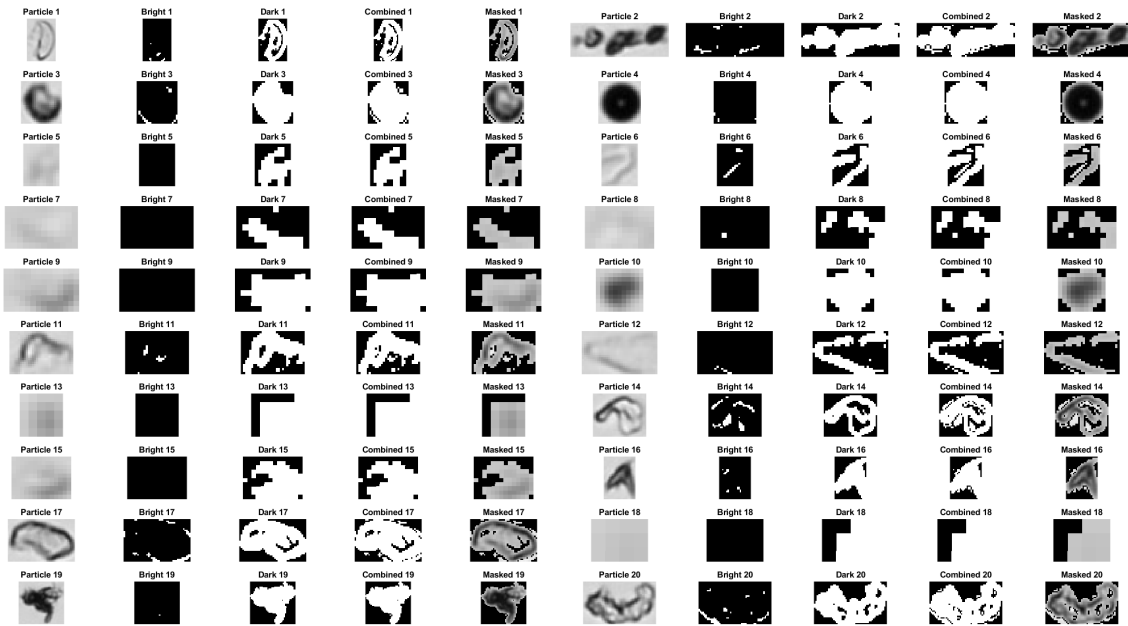 Particle 1 Bright 1 Dark 1 Combined 1 Masked 1 Particle 2 Bright 2 Dark 2 Combined 2 Masked 2
Particle 3 Bright 3 Dark 3 Combined 3 Masked 3 Particle 4 Bright 4 Dark 4 Combined 4 Masked 4
Particle 5 Bright 5 Dark 5 Combined 5 Masked 5 Particle 6 Bright 6 Dark 6 Combined 6 Masked 6
Particle 7 Bright 7 Dark 7 Combined 7 Masked 7 Particle 8 Bright 8 Dark 8 Combined 8 Masked 8
Particle 9 Bright 9 Dark 9 Combined 9 Masked 9 Particle 10 Bright 10 Dark 10 Combined 10 Masked 10
Particle 11 Bright 11 Dark 11 Combined 11 Masked 11 Particle 12 Bright 12 Dark 12 Combined 12 Masked 12
Particle 13 Bright 13 Dark 13 Combined 13 Masked 13 Particle 14 Bright 14 Dark 14 Combined 14 Masked 14
Particle 15 Bright 15 Dark 15 Combined 15 Masked 15 Particle 16 Bright 16 Dark 16 Combined 16 Masked 16
Particle 17 Bright 17 Dark 17 Combined 17 Masked 17 Particle 18 Bright 18 Dark 18 Combined 18 Masked 18
Particle 19 Bright 19 Dark 19 Combined 19 Masked 19 Particle 20 Bright 20 Dark 20 Combined 20 Masked 20